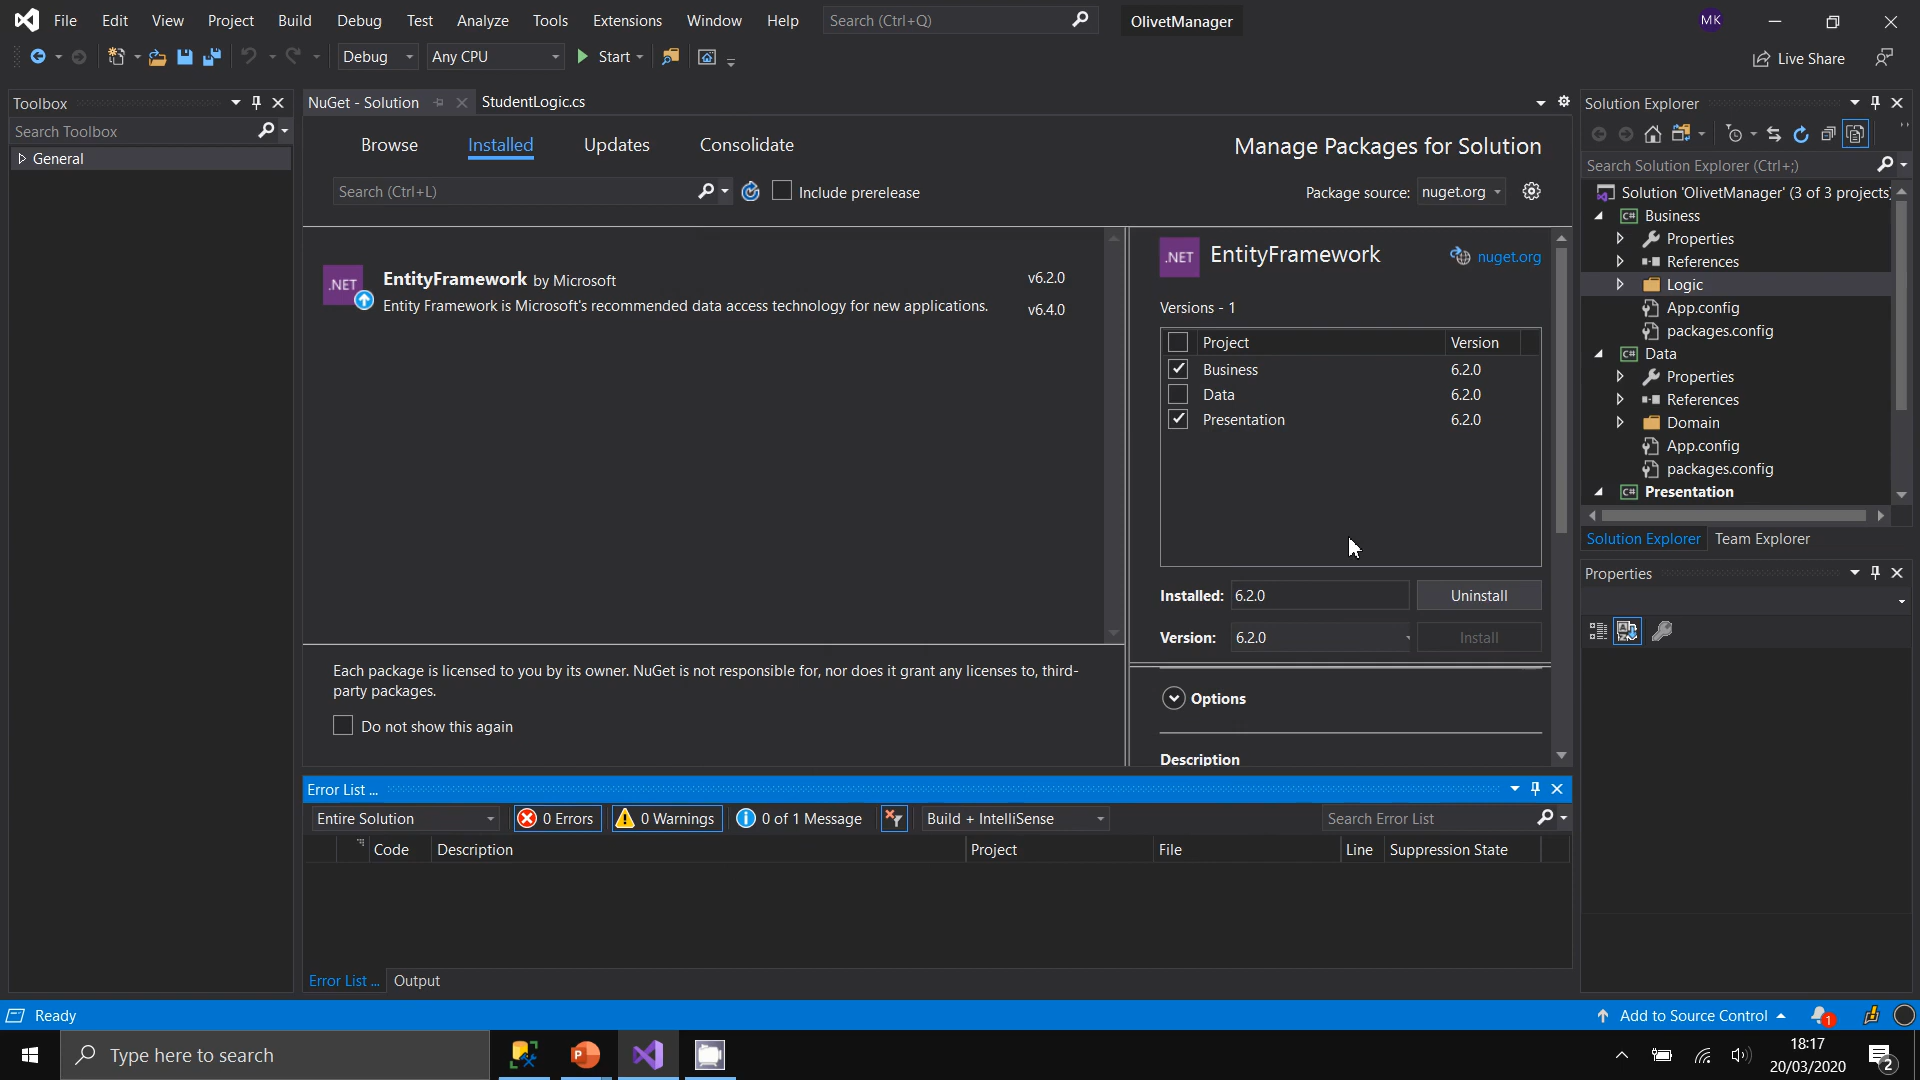 File Edit View Project Build Debug Test Analyze Tools Extensions Window Help Search (Ctrl+Q) OlivetManager MK
Debug Any CPU Start Live Share
Toolbox
Search Toolbox
General
NuGet - Solution StudentLogic.cs
Browse Installed Updates Consolidate
Manage Packages for Solution
Search (Ctrl+L) Include prerelease
Package source: nuget.org
.NET
EntityFramework by Microsoft v6.2.0
Entity Framework is Microsoft's recommended data access technology for new applications. v6.4.0
Each package is licensed to you by its owner. NuGet is not responsible for, nor does it grant any licenses to, third-
party packages.
Do not show this again
.NET EntityFramework nuget.org
Versions - 1
Project Version
Business 6.2.0
Data 6.2.0
Presentation 6.2.0
Installed: 6.2.0 Uninstall
Version: 6.2.0 Install
Options
Description
Error List ...
Entire Solution 0 Errors 0 Warnings 0 of 1 Message Build + IntelliSense Search Error List
Code Description Project File Line Suppression State
Error List ... Output
Solution Explorer
Search Solution Explorer (Ctrl+;)
Solution 'OlivetManager' (3 of 3 projects)
C# Business
Properties
References
Logic
App.config
packages.config
C# Data
Properties
References
Domain
App.config
packages.config
C# Presentation
Solution Explorer Team Explorer
Properties
Ready Add to Source Control 1
Type here to search
18:17
20/03/2020
2